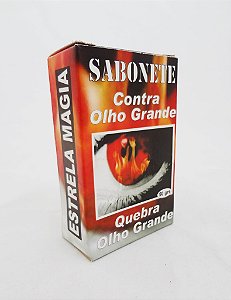 SABONETE
Contra
Olho Grande
Quebra
Olho Grande
ESTRELA MAGIA